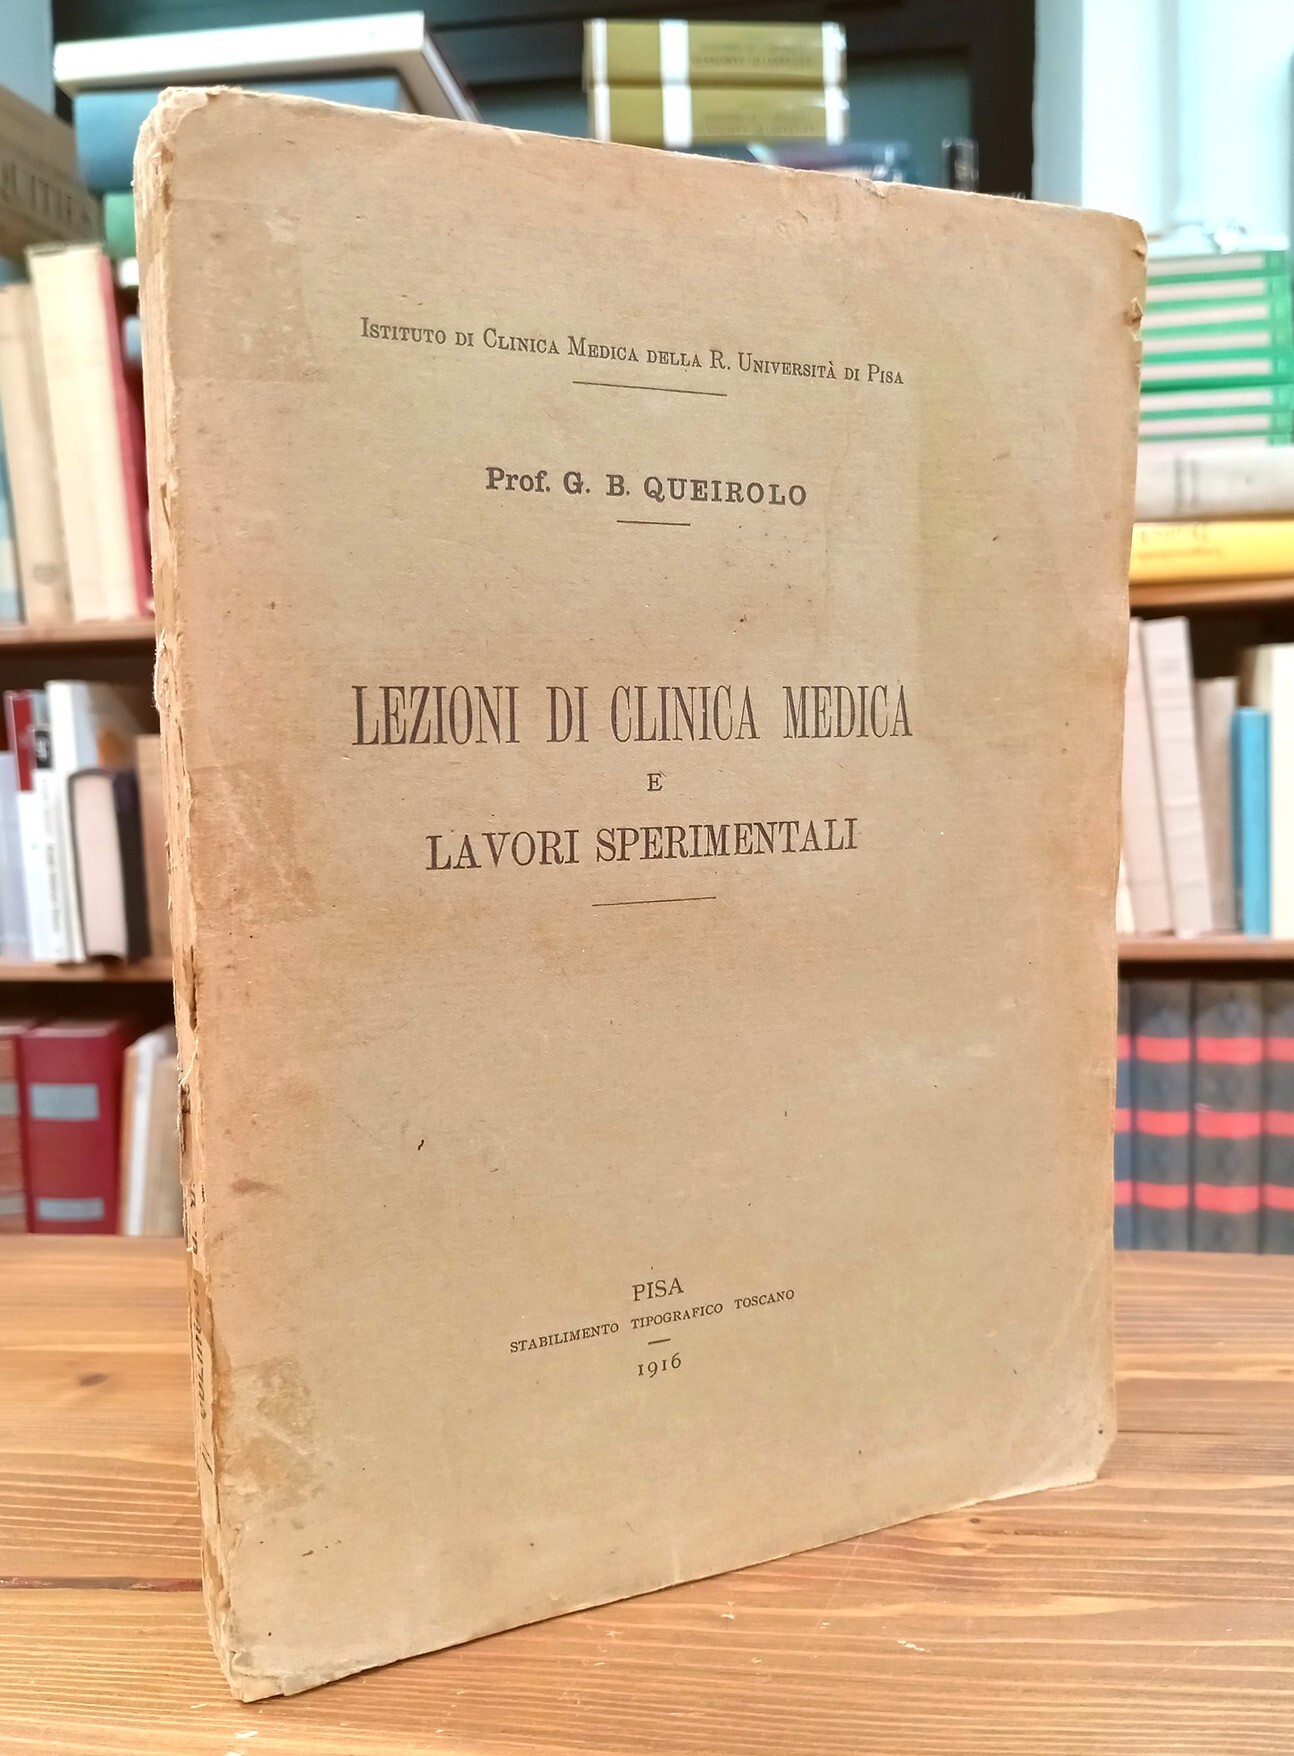 Istituto di Clinica Medica della R. Università di Pisa
Prof. G. B. QUEIROLO
LEZIONI DI CLINICA MEDICA
E
LAVORI SPERIMENTALI
PISA
STABILIMENTO TIPOGRAFICO TOSCANO
1916